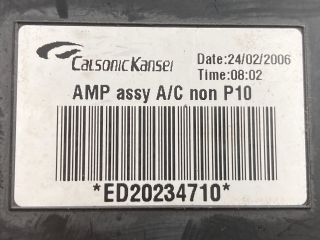 CalsonicKansei
Date:24/02/2006
Time:08:02
AMP assy A/C non P10
*ED20234710*